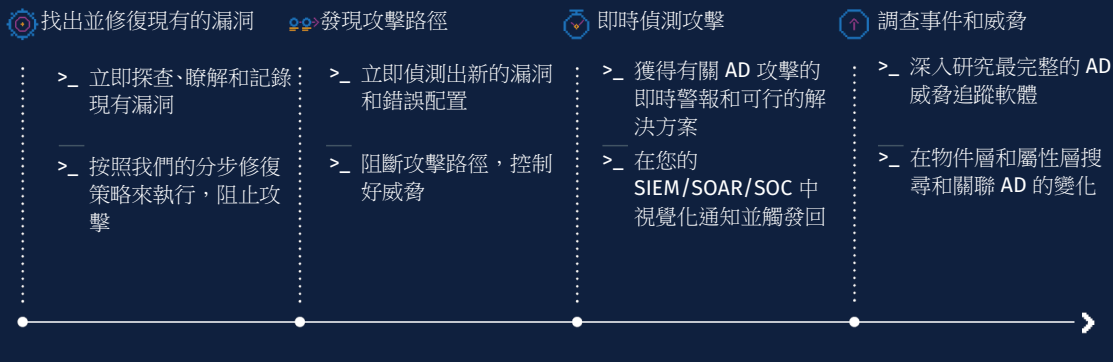 找出並修復現有的漏洞
>_ 立即探查、瞭解和記錄
現有漏洞
>_ 按照我們的分步修復
策略來執行，阻止攻
擊
發現攻擊路徑
>_ 立即偵測出新的漏洞
和錯誤配置
>_ 阻斷攻擊路徑，控制
好威脅
即時偵測攻擊
>_ 獲得有關 AD 攻擊的
即時警報和可行的解
決方案
>_ 在您的
SIEM/SOAR/SOC 中
視覺化通知並觸發回
調查事件和威脅
>_ 深入研究最完整的 AD
威脅追蹤軟體
>_ 在物件層和屬性層搜
尋和關聯 AD 的變化